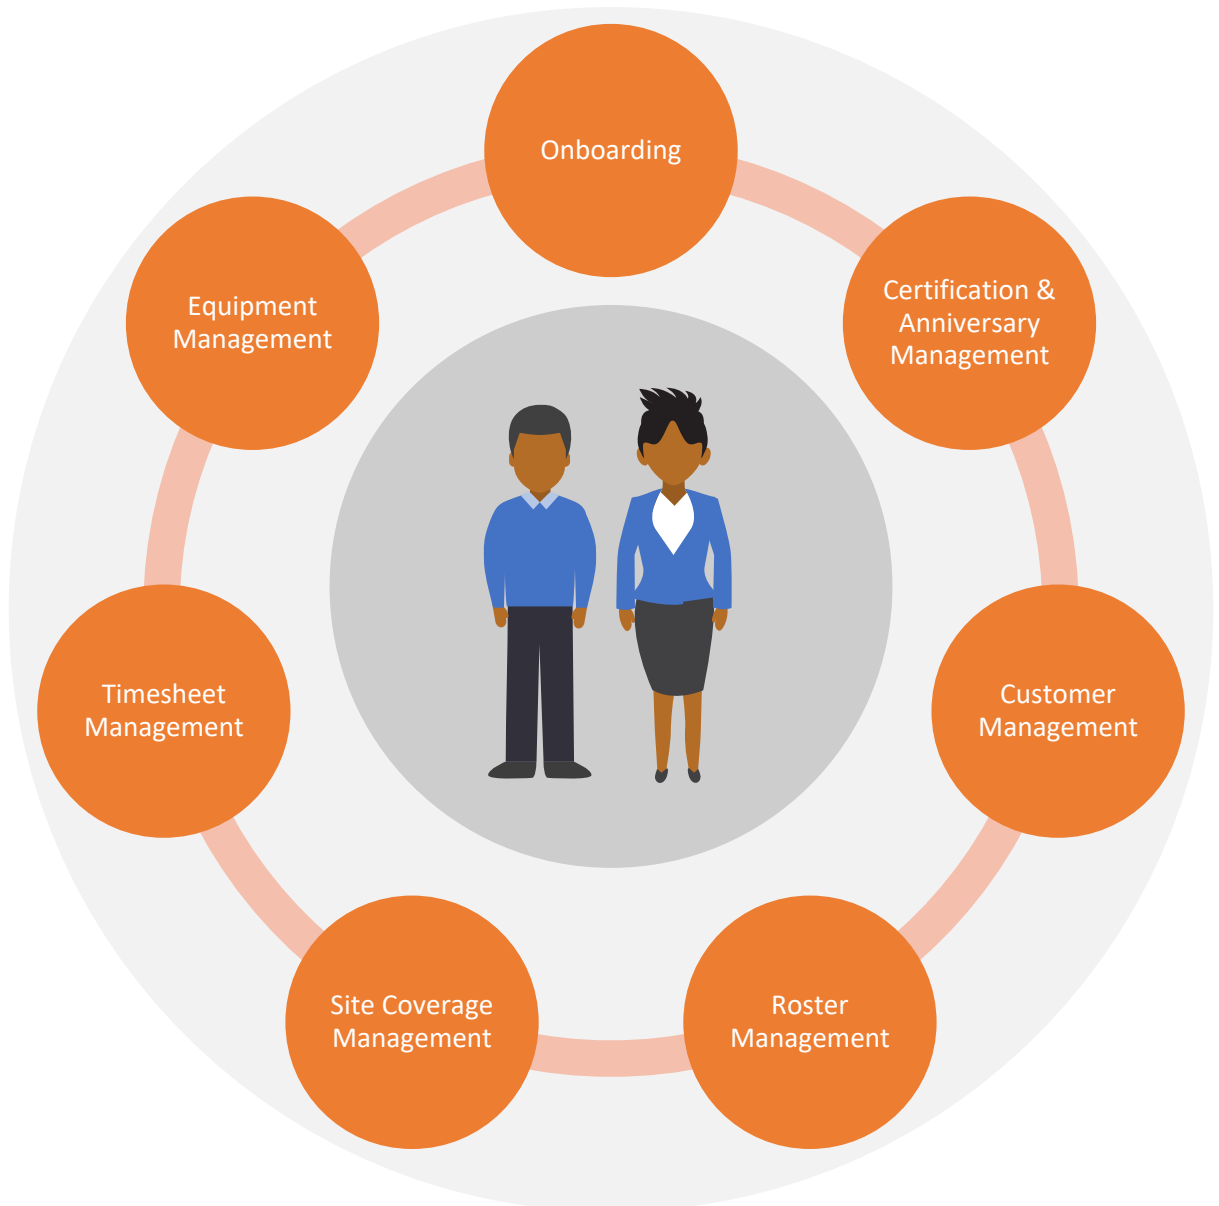 Onboarding
Certification &
Anniversary
Management
Customer
Management
Roster
Management
Site Coverage
Management
Timesheet
Management
Equipment
Management